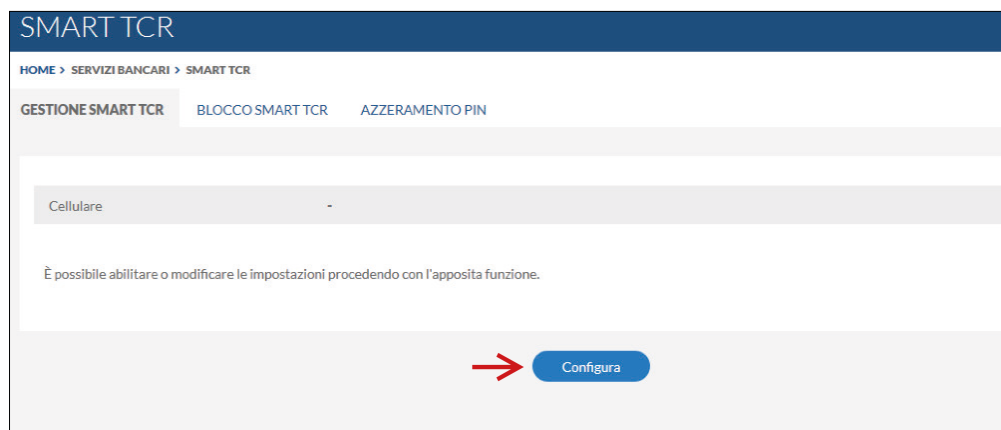 SMART TCR
HOME > SERVIZI BANCARI > SMART TCR
GESTIONE SMART TCR BLOCCO SMART TCR AZZERAMENTO PIN
Cellulare -
È possibile abilitare o modificare le impostazioni procedendo con l'apposita funzione.
Configura